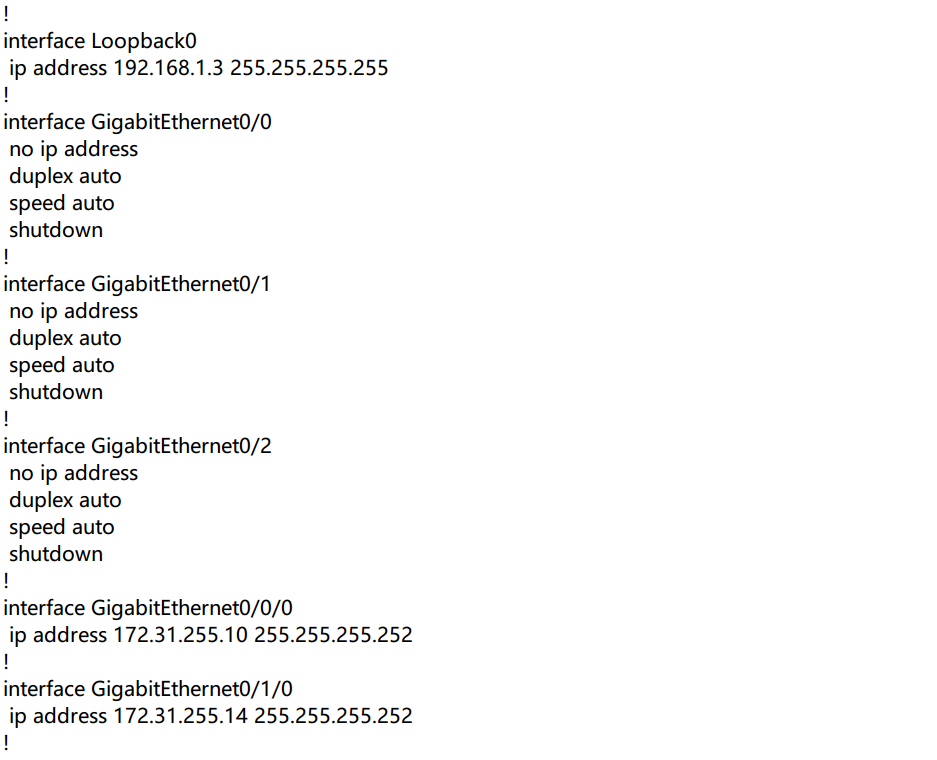 !
interface Loopback0
 ip address 192.168.1.3 255.255.255.255
!
interface GigabitEthernet0/0
 no ip address
 duplex auto
 speed auto
 shutdown
!
interface GigabitEthernet0/1
 no ip address
 duplex auto
 speed auto
 shutdown
!
interface GigabitEthernet0/2
 no ip address
 duplex auto
 speed auto
 shutdown
!
interface GigabitEthernet0/0/0
 ip address 172.31.255.10 255.255.255.252
!
interface GigabitEthernet0/1/0
 ip address 172.31.255.14 255.255.255.252
!